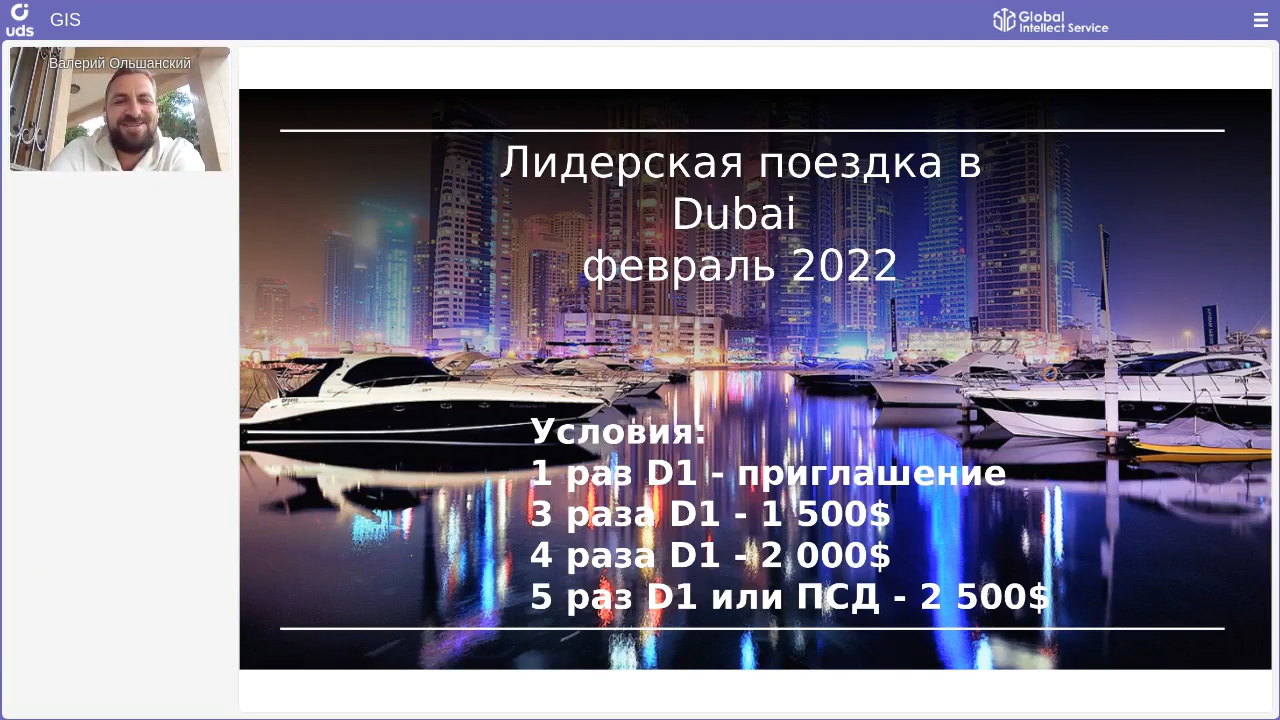 uds
GIS
Global
Intellect Service
Валерий Ольшанский
Лидерская поездка в
Dubai
февраль 2022
Условия:
1 раз D1 - приглашение
3 раза D1 - 1 500$
4 раза D1 - 2 000$
5 раз D1 или ПСД - 2 500$